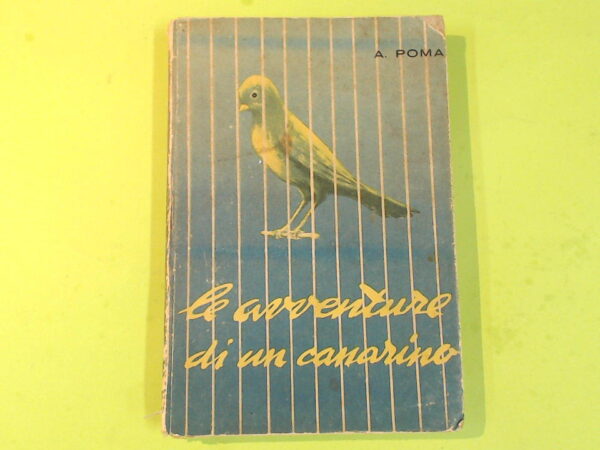 A. POMA
le avventure
di un canarino